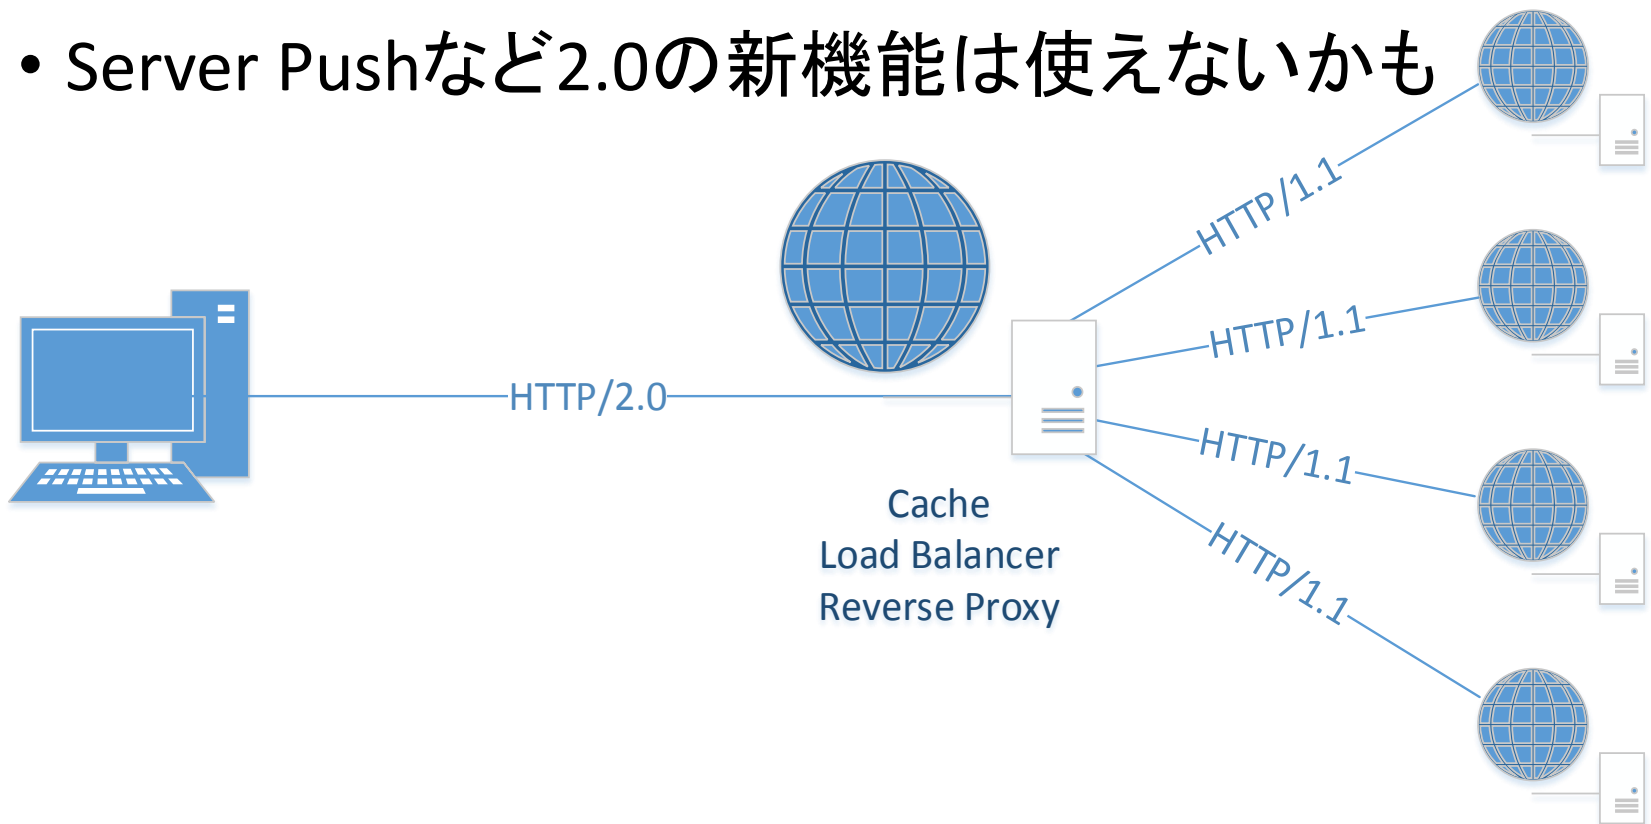 • Server Pushなど2.0の新機能は使えないかも
HTTP/1.1
HTTP/1.1
HTTP/2.0
HTTP/1.1
HTTP/1.1
Cache
Load Balancer
Reverse Proxy